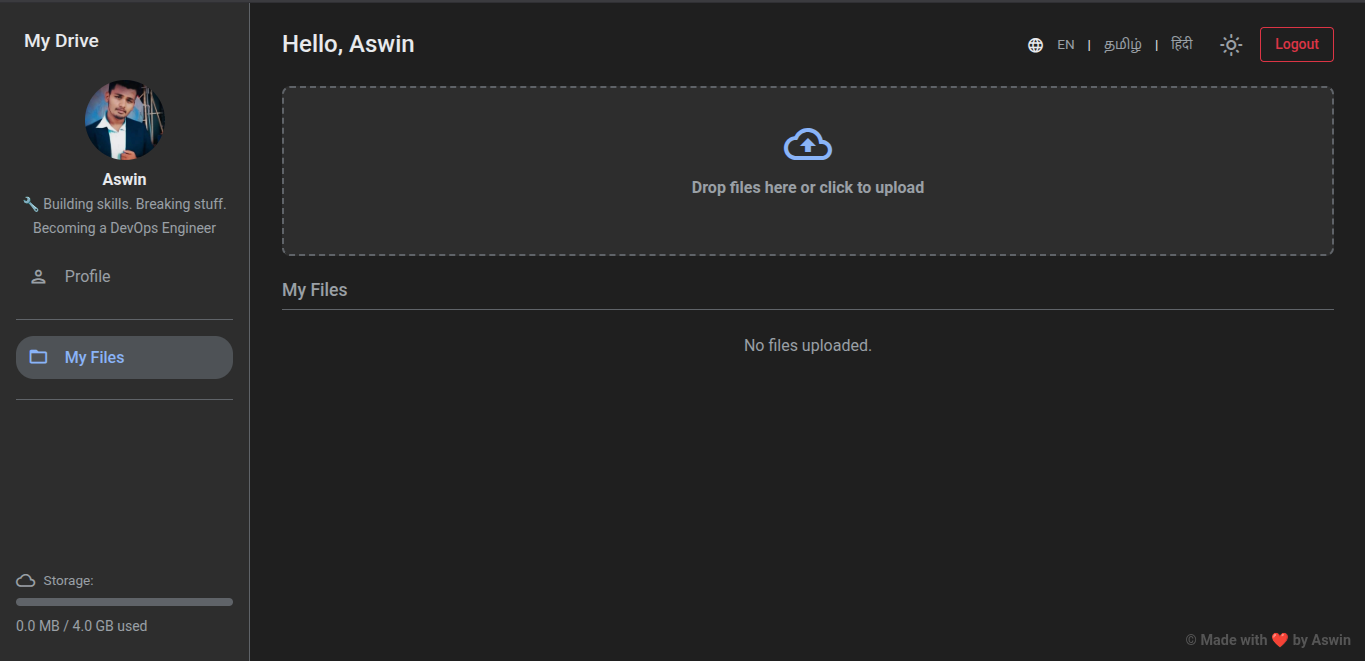 My Drive
Aswin
🔧 Building skills. Breaking stuff.
Becoming a DevOps Engineer
Profile
My Files
Storage:
0.0 MB / 4.0 GB used
Hello, Aswin
EN | தமிழ் | हिंदी
Logout
Drop files here or click to upload
My Files
No files uploaded.
© Made with ❤️ by Aswin